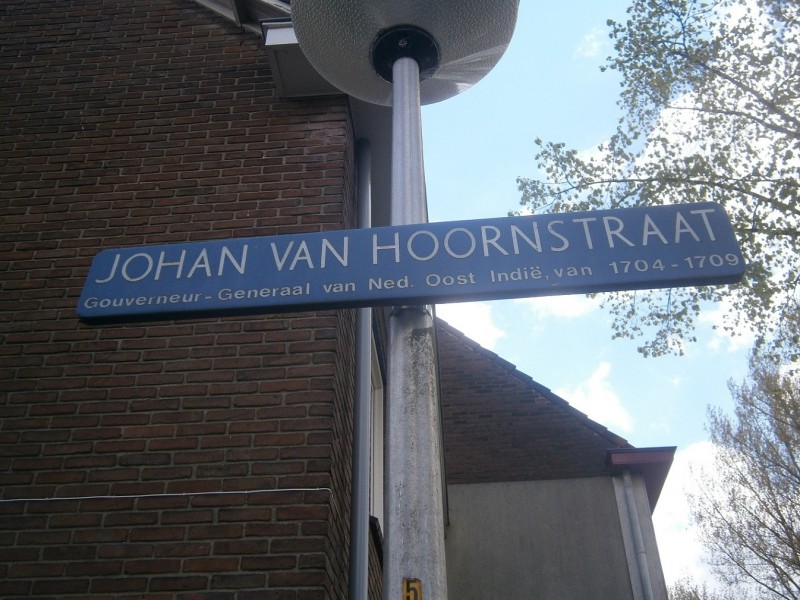 JOHAN VAN HOORNSTRAAT
Gouverneur-Generaal van Ned. Oost Indië, van 1704-1709
5